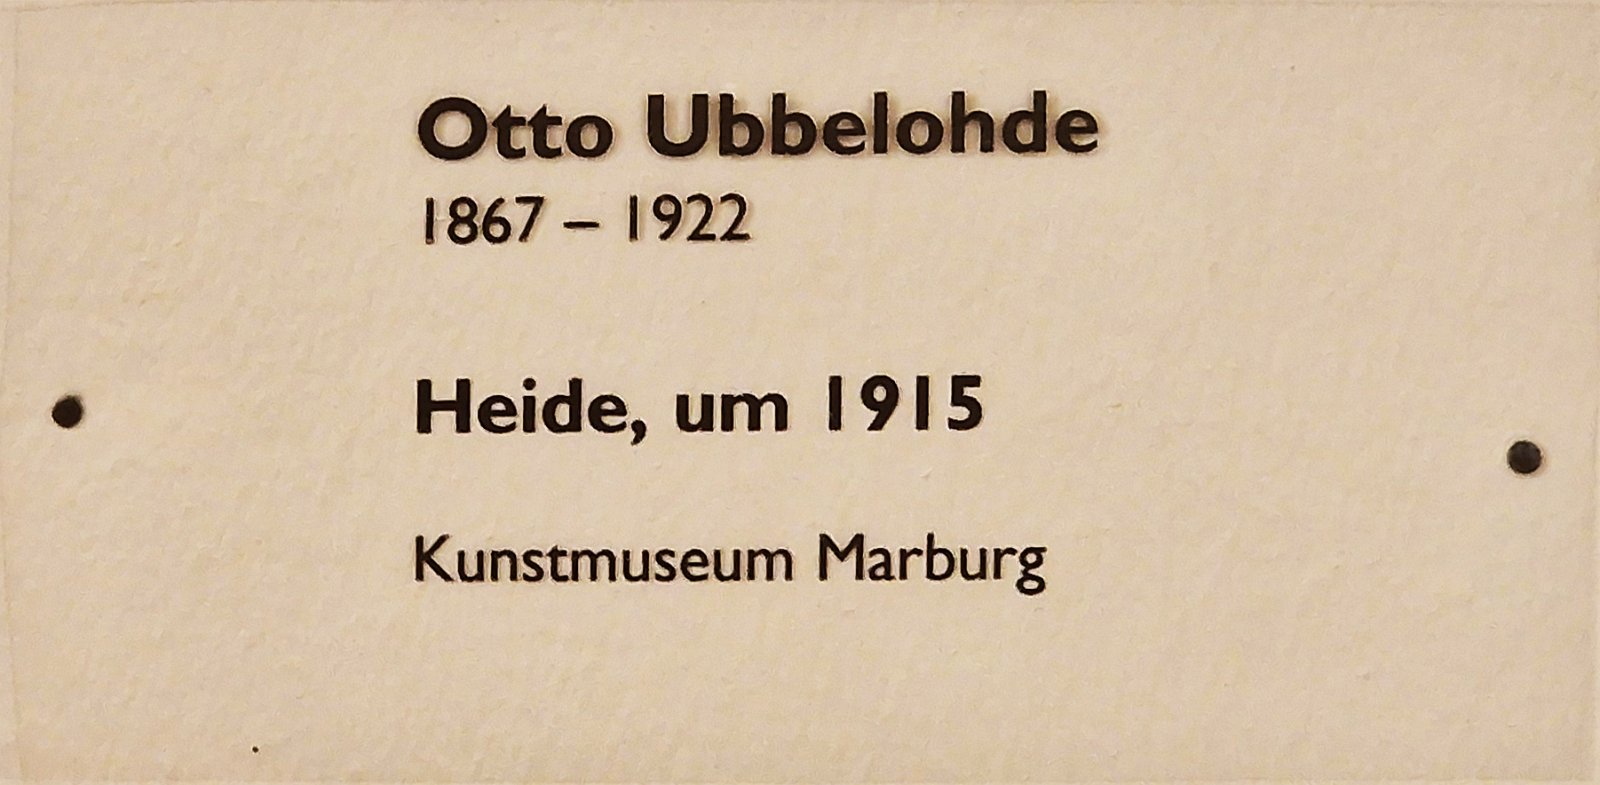 Otto Ubbelohde
1867 – 1922
Heide, um 1915
Kunstmuseum Marburg